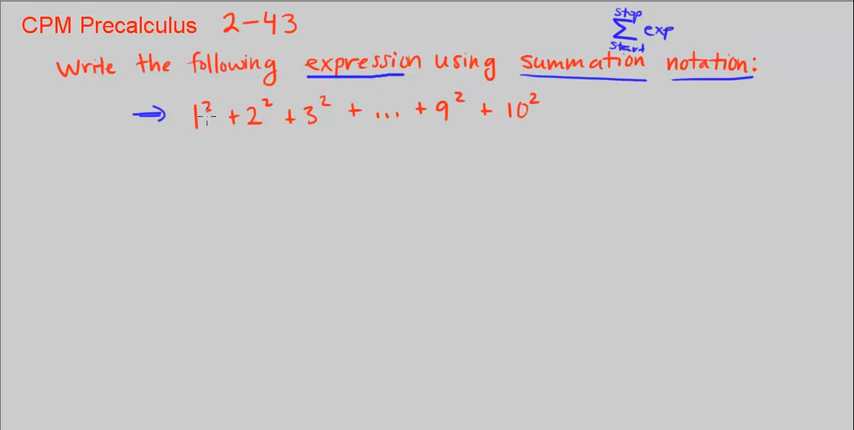 CPM Precalculus 2-43
stop
∑ exp
start
Write the following expression using summation notation:
→ 1² + 2² + 3² + ... + 9² + 10²